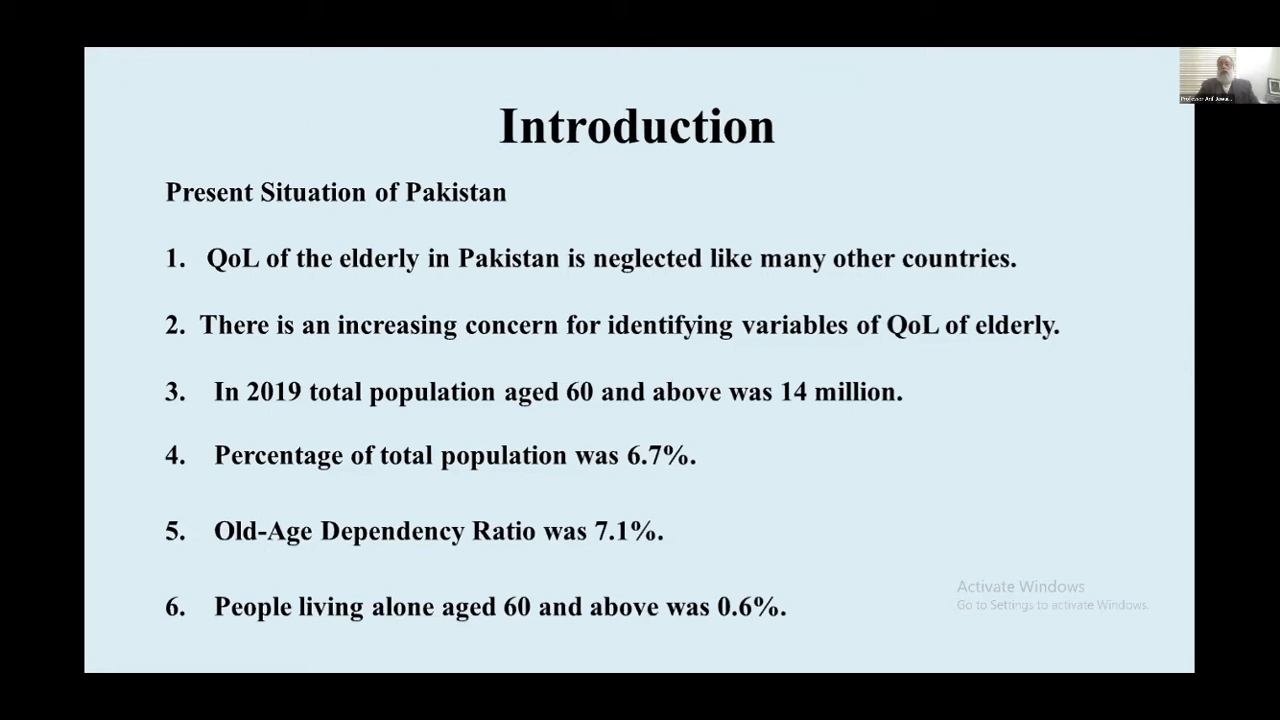 Introduction
Present Situation of Pakistan
1. QoL of the elderly in Pakistan is neglected like many other countries.
2. There is an increasing concern for identifying variables of QoL of elderly.
3. In 2019 total population aged 60 and above was 14 million.
4. Percentage of total population was 6.7%.
5. Old-Age Dependency Ratio was 7.1%.
6. People living alone aged 60 and above was 0.6%.
Activate Windows
Go to Settings to activate Windows.
Professor Arif